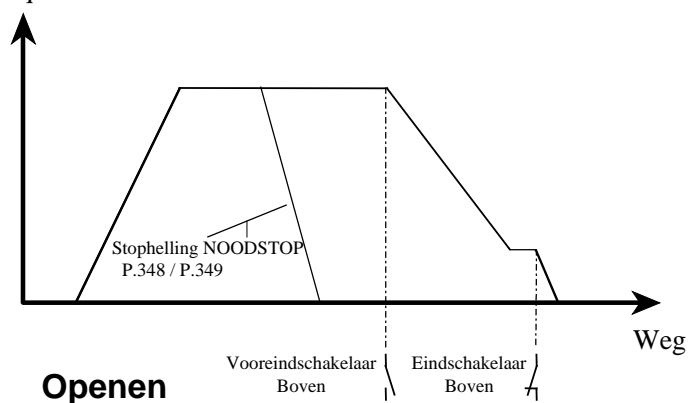 Stophelling NOODSTOP
P.348 / P.349
Weg
Vooreindschakelaar
Boven
Eindschakelaar
Boven
Openen